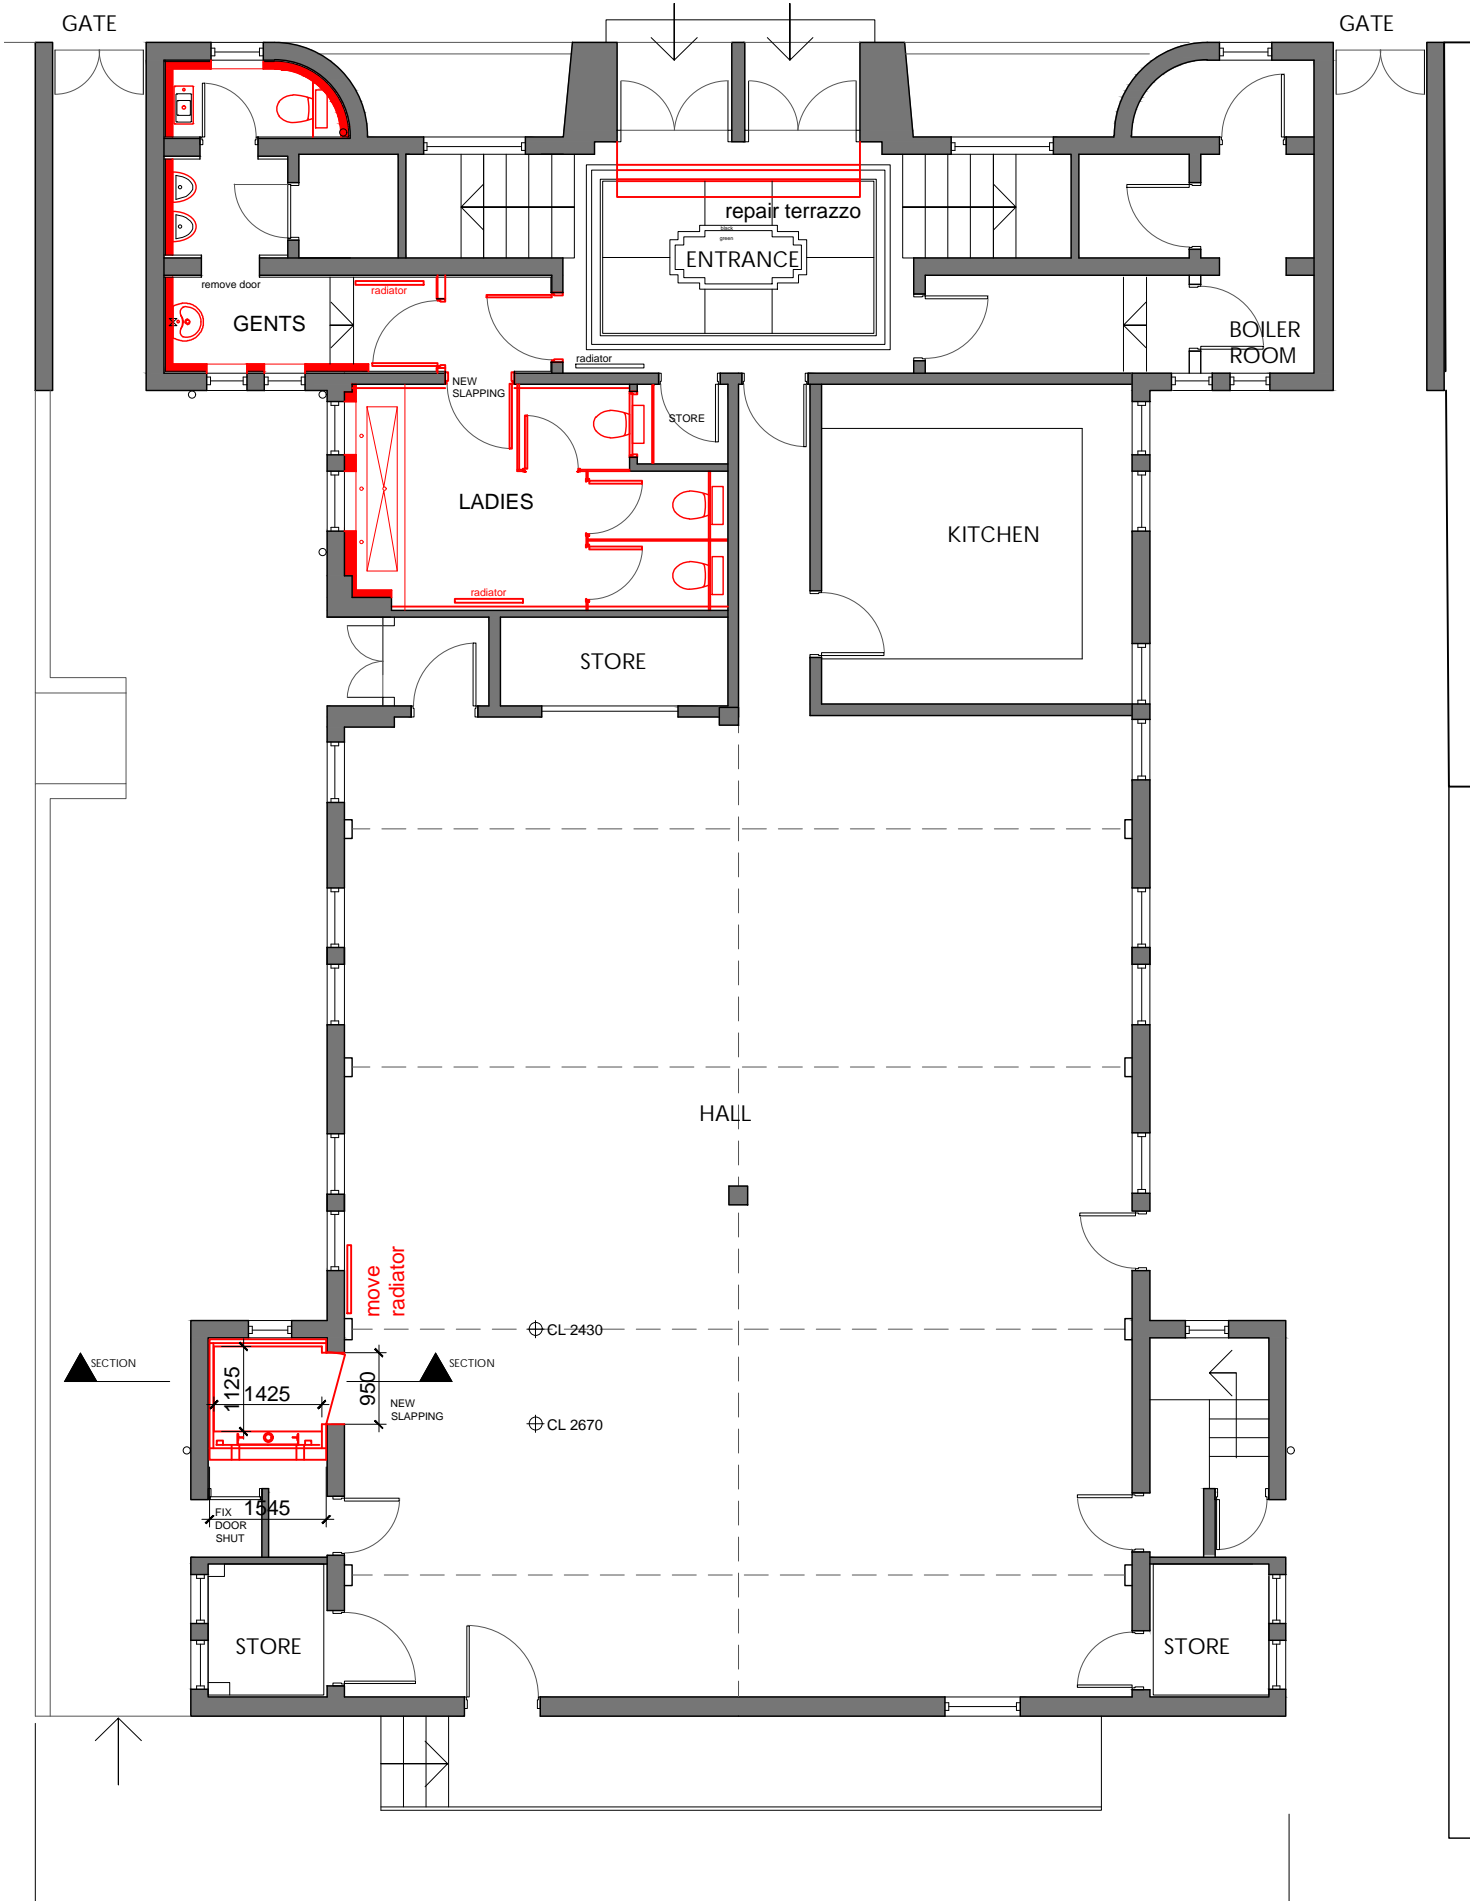 GATE
GATE
repair terrazzo
black
green
ENTRANCE
remove door
radiator
GENTS
BOILER
ROOM
radiator
NEW
SLAPPING
STORE
LADIES
KITCHEN
radiator
STORE
HALL
move
radiator
CL 2430
SECTION
SECTION
1125
1425
950
NEW
SLAPPING
CL 2670
1545
FIX
DOOR
SHUT
STORE
STORE